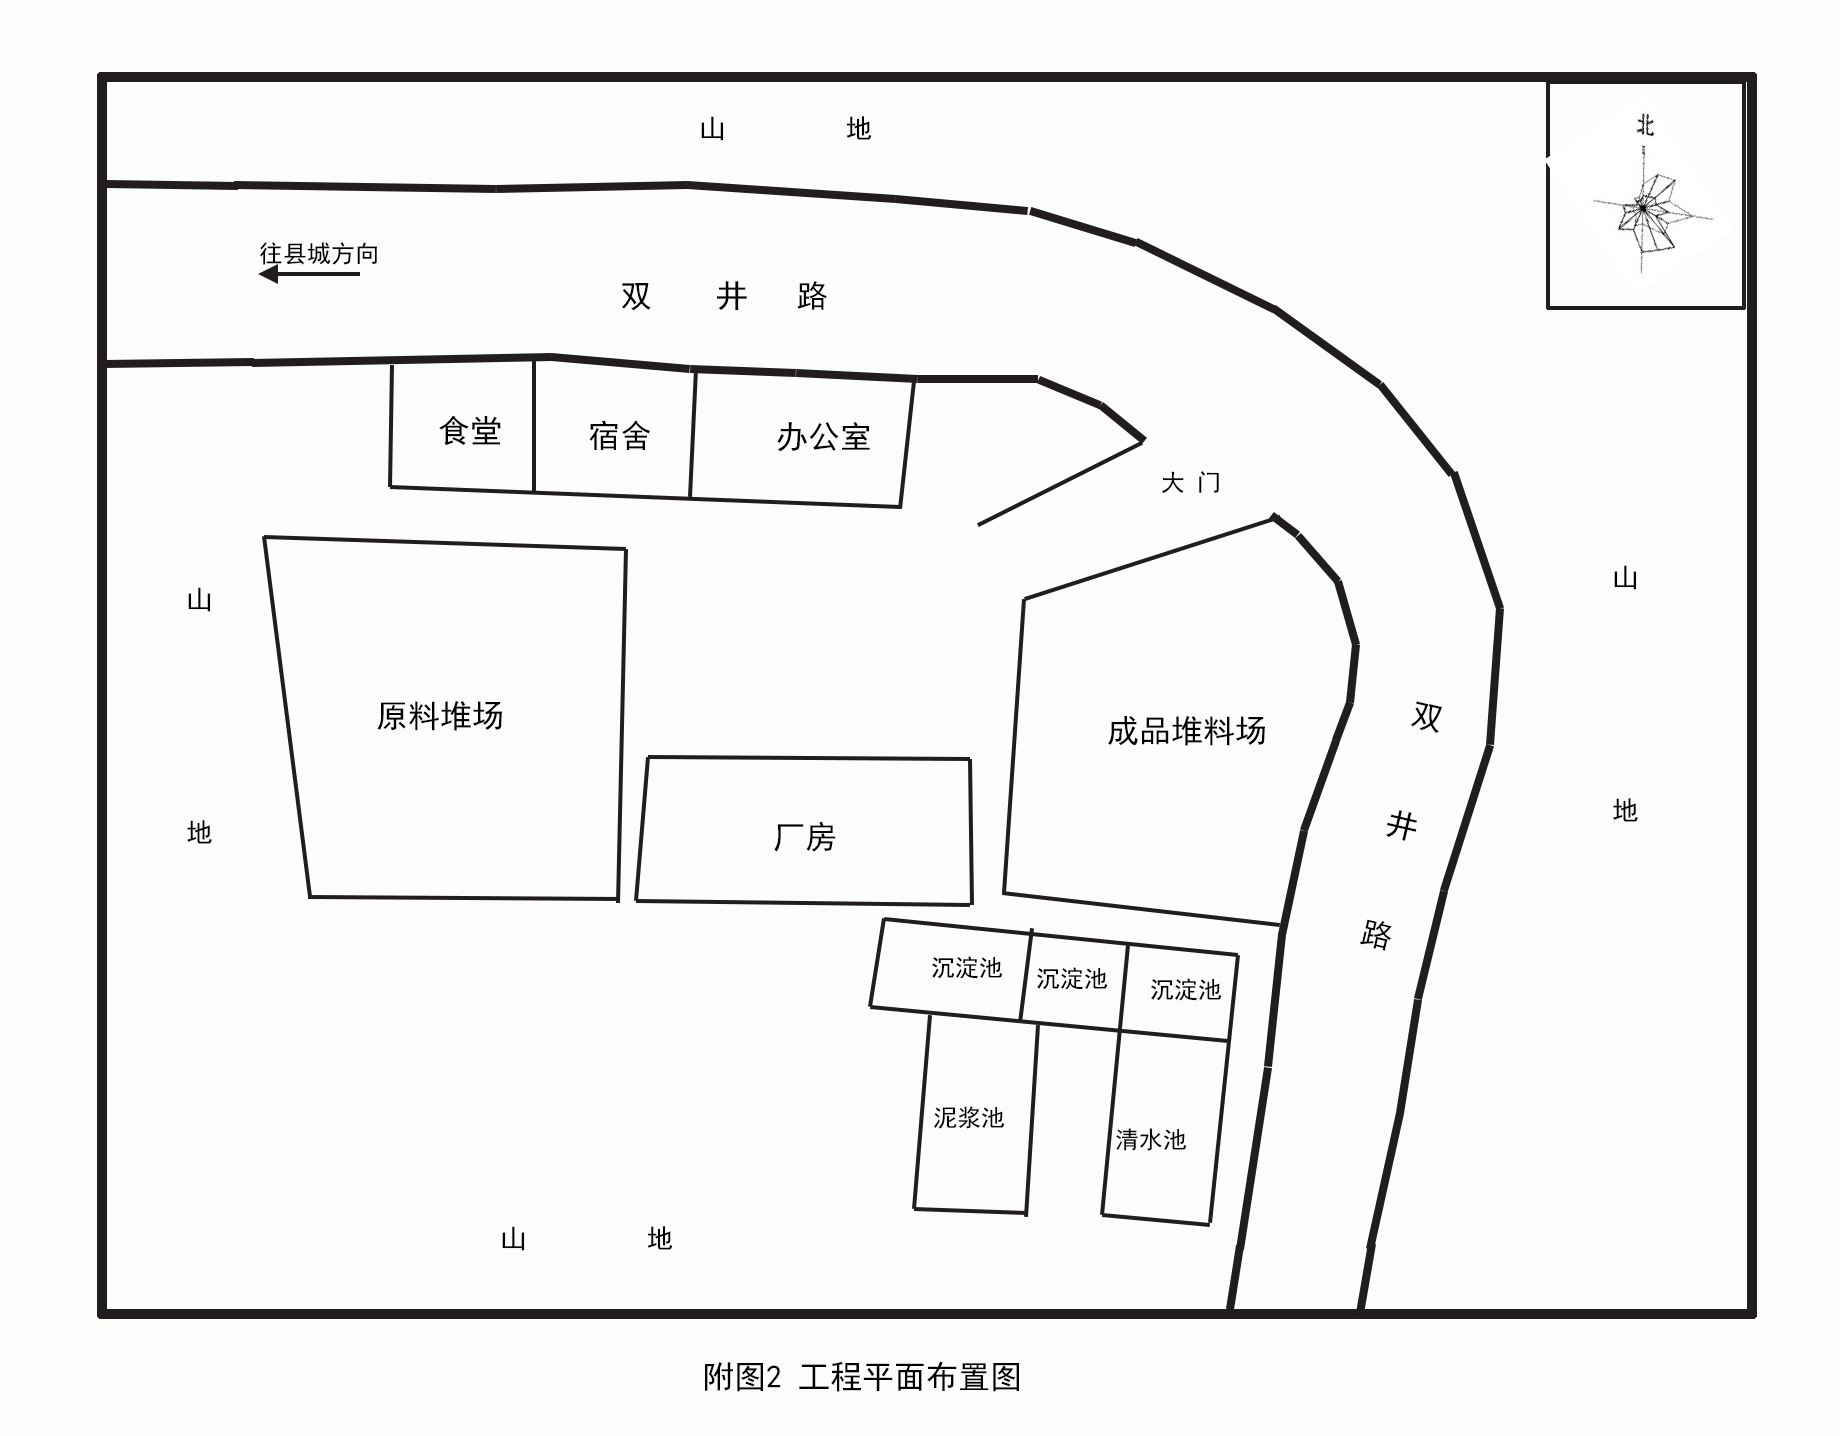 山 地
北
往县城方向
双 井 路
食堂
宿舍
办公室
大门
山
地
原料堆场
厂房
成品堆料场
双
井
路
山
地
沉淀池
沉淀池
沉淀池
泥浆池
清水池
山 地
附图2 工程平面布置图